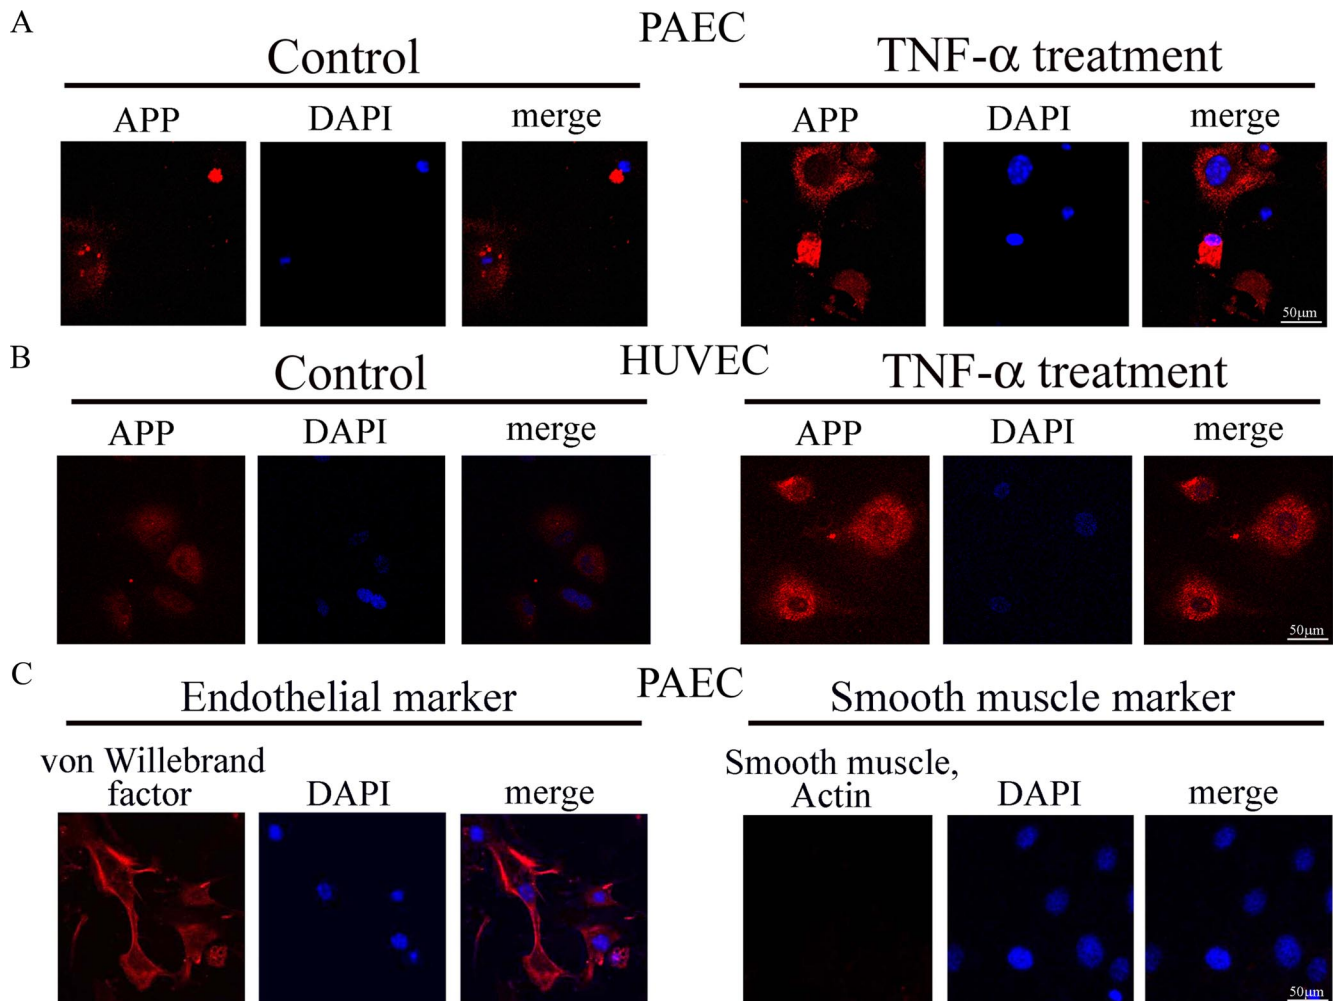 A
PAEC
Control
TNF-α treatment
APP DAPI merge APP DAPI merge
50μm
B
HUVEC
Control
TNF-α treatment
APP DAPI merge APP DAPI merge
50μm
C
PAEC
Endothelial marker
Smooth muscle marker
von Willebrand
factor DAPI merge
Smooth muscle,
Actin DAPI merge
50μm